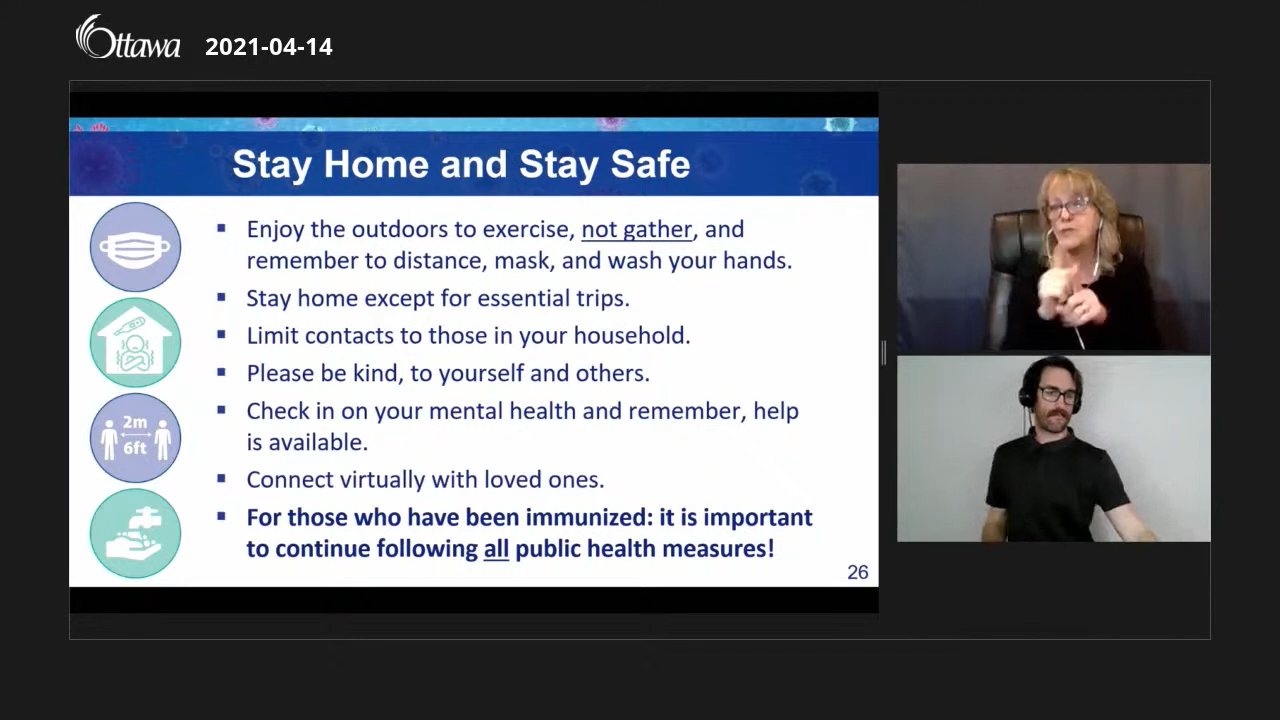 Ottawa 2021-04-14
Stay Home and Stay Safe
▪ Enjoy the outdoors to exercise, not gather, and
remember to distance, mask, and wash your hands.
▪ Stay home except for essential trips.
▪ Limit contacts to those in your household.
▪ Please be kind, to yourself and others.
▪ Check in on your mental health and remember, help
is available.
▪ Connect virtually with loved ones.
▪ For those who have been immunized: it is important
to continue following all public health measures!
2m
6ft
26